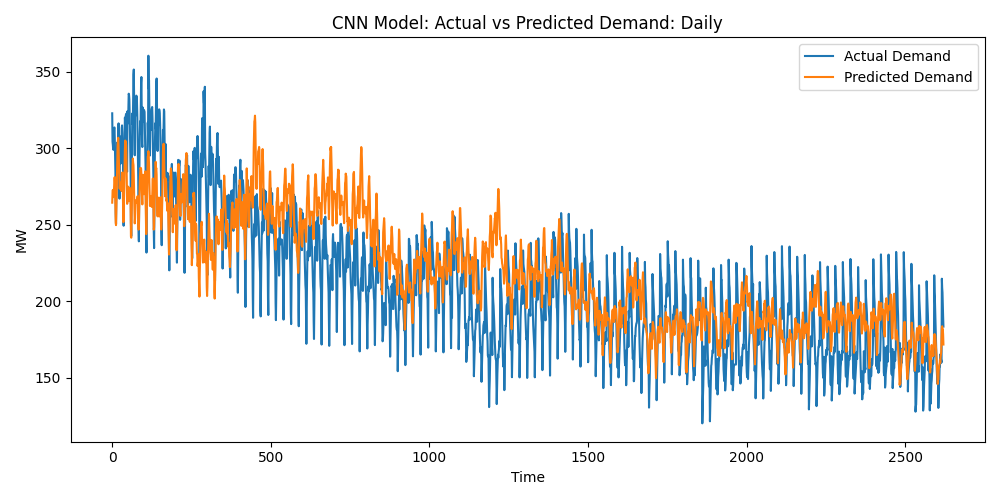 CNN Model: Actual vs Predicted Demand: Daily
Actual Demand
Predicted Demand
MW
350
300
250
200
150
0 500 1000 1500 2000 2500
Time